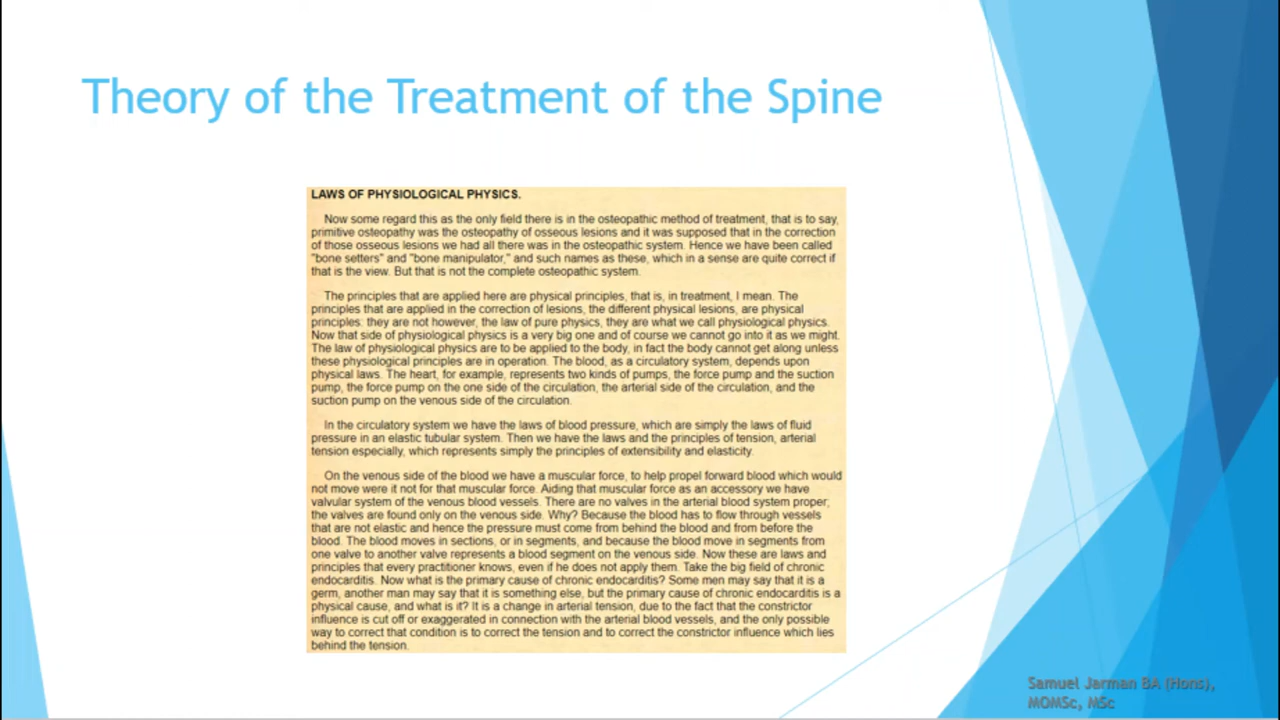 Theory of the Treatment of the Spine
LAWS OF PHYSIOLOGICAL PHYSICS.
Now some regard this as the only field there is in the osteopathic method of treatment, that is to say,
primitive osteopathy was the osteopathy of osseous lesions and it was supposed that in the correction
of those osseous lesions we had all there was in the osteopathic system. Hence we have been called
"bone setters" and "bone manipulator," and such names as these, which in a sense are quite correct if
that is the view. But that is not the complete osteopathic system.
The principles that are applied here are physical principles, that is, in treatment, I mean. The
principles that are applied in the correction of lesions, the different physical lesions, are physical
principles: they are not however, the law of pure physics, they are what we call physiological physics.
Now that side of physiological physics is a very big one and of course we cannot go into it as we might.
The law of physiological physics are to be applied to the body, in fact the body cannot get along unless
these physiological principles are in operation. The blood, as a circulatory system, depends upon
physical laws. The heart, for example, represents two kinds of pumps, the force pump and the suction
pump, the force pump on the one side of the circulation, the arterial side of the circulation, and the
suction pump on the venous side of the circulation.
In the circulatory system we have the laws of blood pressure, which are simply the laws of fluid
pressure in an elastic tubular system. Then we have the laws and the principles of tension, arterial
tension especially, which represents simply the principles of extensibility and elasticity.
On the venous side of the blood we have a muscular force, to help propel forward blood which would
not move were it not for that muscular force. Aiding that muscular force as an accessory we have
valvular system of the venous blood vessels. There are no valves in the arterial blood system proper;
the valves are found only on the venous side. Why? Because the blood has to flow through vessels
that are not elastic and hence the pressure must come from behind the blood and from before the
blood. The blood moves in sections, or in segments, and because the blood move in segments from
one valve to another valve represents a blood segment on the venous side. Now these are laws and
principles that every practitioner knows, even if he does not apply them. Take the big field of chronic
endocarditis. Now what is the primary cause of chronic endocarditis? Some men may say that it is a
germ, another man may say that it is something else, but the primary cause of chronic endocarditis is a
physical cause, and what is it? It is a change in arterial tension, due to the fact that the constrictor
influence is cut off or exaggerated in connection with the arterial blood vessels, and the only possible
way to correct that condition is to correct the tension and to correct the constrictor influence which lies
behind the tension.
Samuel Jarman BA (Hons),
MOMSc, MSc